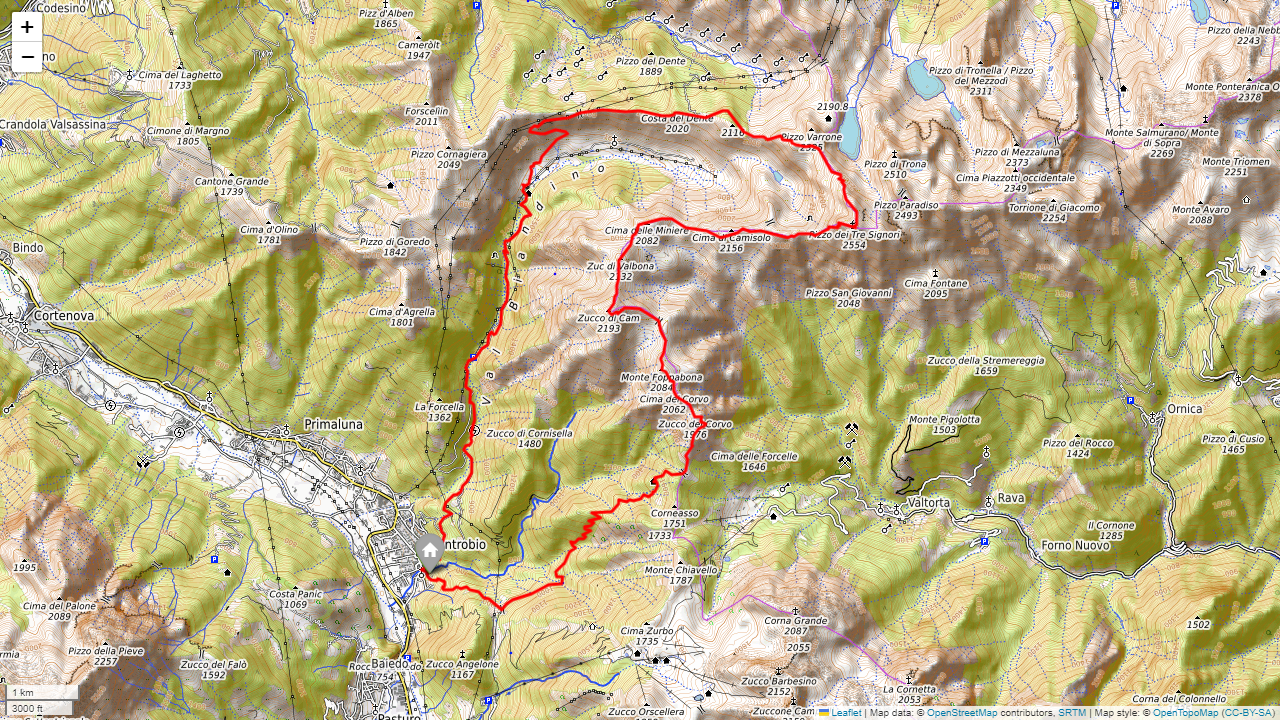 Codesino
Pizz d'Alben
1865
Camerôlt
1947
Pizzo del Dente
1889
Pizzo della Nebb
2243
+
−
Cima del Laghetto
1733
Pizzo di Tronella / Pizzo
del Mezzodì
2311
Monte Ponteranica O
2378
Crandola Valsassina
Cimone di Margno
1805
Forscellin
2011
Costa del Dente
2020
2116
2190.8
Pizzo Varrone
2325
Monte Salmurano/ Monte
di Sopra
2269
Pizzo Cornagiera
2049
Pizzo di Trona
2510
Pizzo di Mezzaluna
2373
Monte Triomen
2251
Cantone Grande
1739
Cima Piazzotti occidentale
2349
Pizzo Paradiso
2493
Torrione di Giacomo
2254
Monte Avaro
2088
Cima d'Olino
1781
Pizzo di Goredo
1842
Cima delle Miniere
2082
Cima di Camisolo
2156
Pizzo dei Tre Signori
2554
Bindo
Val Biandino
Zuc di Valbona
2232
Cima Fontane
2095
Pizzo San Giovanni
2048
Cortenova
Cima d'Agrella
1801
Zucco di Cam
2193
Zucco della Stremereggia
1659
Monte Foppabona
2084
Cima del Corvo
2062
La Forcella
1362
Zucco del Corvo
1976
Monte Pigolotta
1503
Ornica
Primaluna
Zucco di Cornisella
1480
Pizzo del Rocco
1424
Pizzo di Cusio
1465
Cima delle Forcelle
1646
Valtorta
Rava
Corneasso
1751
1733
Il Cornone
1285
Forno Nuovo
ntrobio
1995
Monte Chiavello
1787
Costa Panic
1069
Cima del Palone
2089
Corna Grande
2087
2055
1502
Cima Zurbo
1735
Pizzo della Pieve
2257
Zucco del Falò
1592
Baiedo
Zucco Angelone
1167
Zucco Barbesino
2152
La Cornetta
2053
Corna del Colonnello
1 km
3000 ft
Zucco Orscellera
Zuccone Cam
Pasturo
Leaflet | Map data: © OpenStreetMap contributors, SRTM | Map style: © OpenTopoMap (CC-BY-SA)